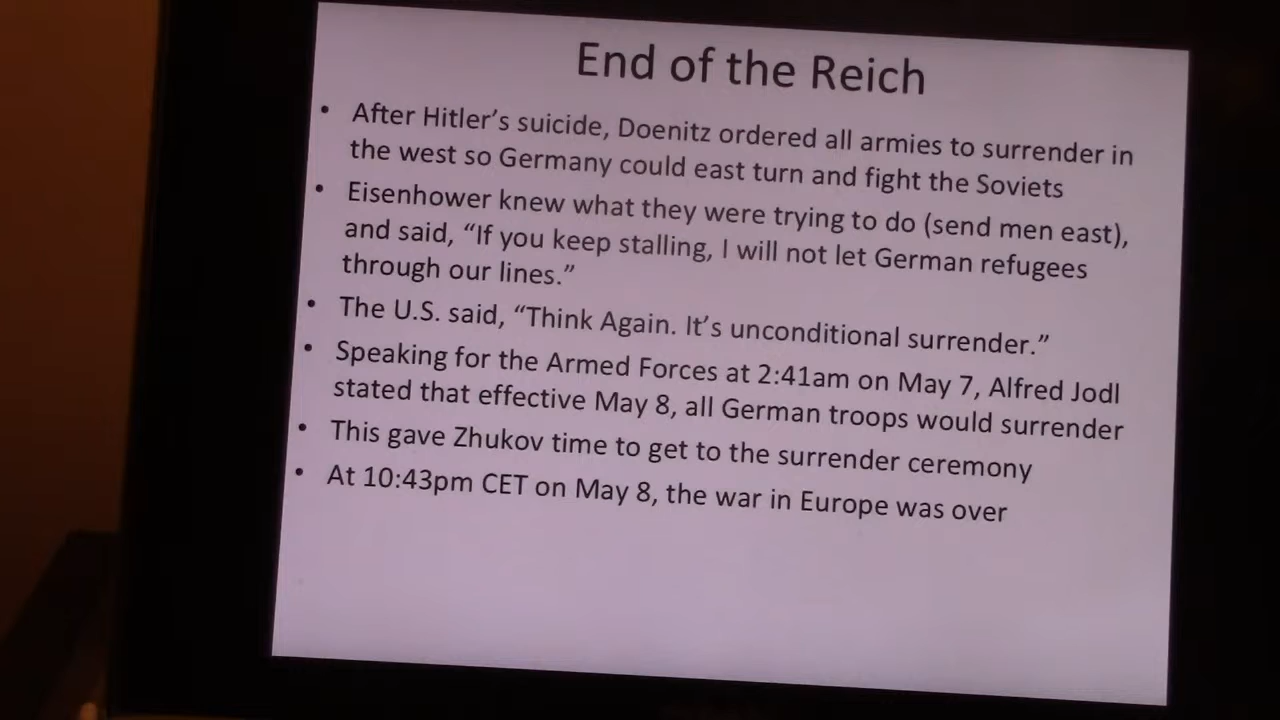 End of the Reich
• After Hitler's suicide, Doenitz ordered all armies to surrender in
the west so Germany could east turn and fight the Soviets
• Eisenhower knew what they were trying to do (send men east),
and said, “If you keep stalling, I will not let German refugees
through our lines.”
• The U.S. said, “Think Again. It's unconditional surrender.”
• Speaking for the Armed Forces at 2:41am on May 7, Alfred Jodl
stated that effective May 8, all German troops would surrender
• This gave Zhukov time to get to the surrender ceremony
• At 10:43pm CET on May 8, the war in Europe was over